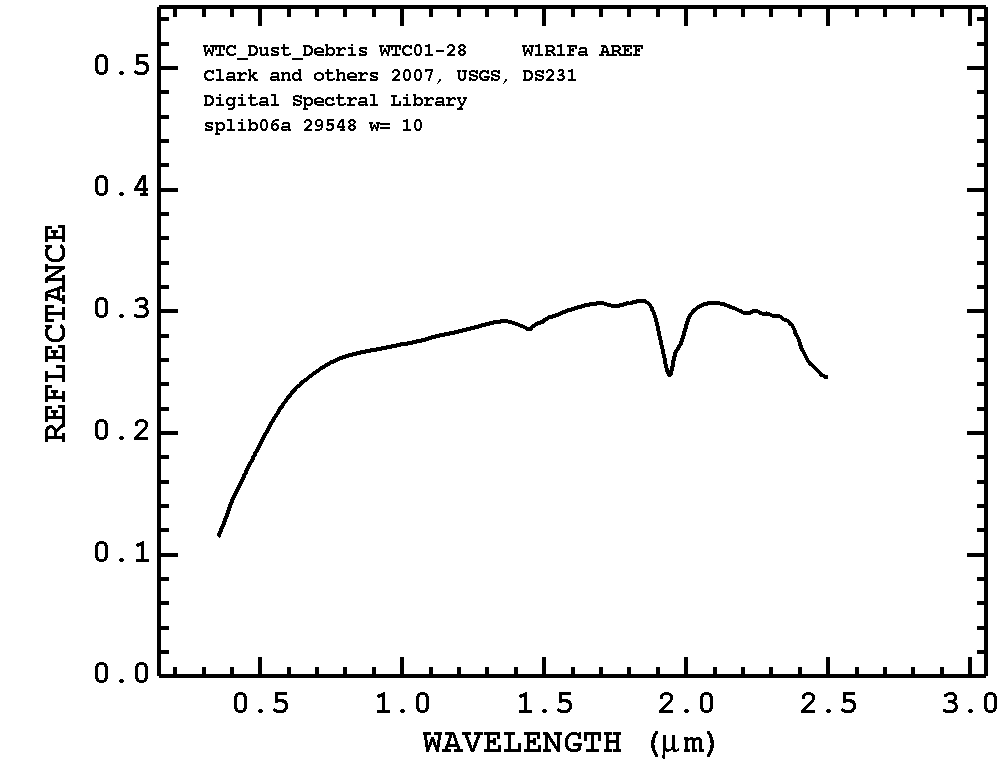 WTC_Dust_Debris WTC01-28 W1R1Fa AREF
Clark and others 2007, USGS, DS231
Digital Spectral Library
splib06a 29548 w= 10
0.5
0.4
0.3
0.2
0.1
0.0
REFLECTANCE
0.5 1.0 1.5 2.0 2.5 3.0
WAVELENGTH (μm)